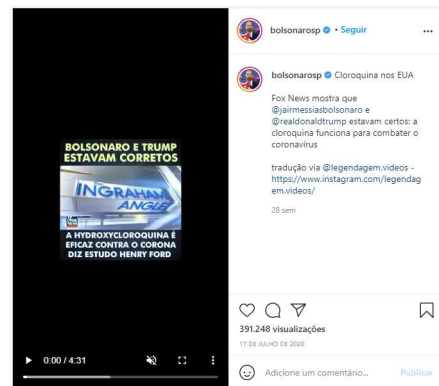 bolsonarosp • Seguir
bolsonarosp Cloroquina nos EUA
Fox News mostra que
@jairmessiasbolsonaro e
@realdonaldtrump estavam certos: a
cloroquina funciona para combater o
coronavírus
tradução via @legendagem.videos -
https://www.instagram.com/legendag
em.videos/
28 sem
BOLSONARO E TRUMP
ESTAVAM CORRETOS
INGRAHAM
ANGLE
A HYDROXYCLOROQUINA É
EFICAZ CONTRA O CORONA
DIZ ESTUDO HENRY FORD
0:00 / 4:31
391.248 visualizações
17 DE JULHO DE 2020
Adicione um comentário...
Publicar